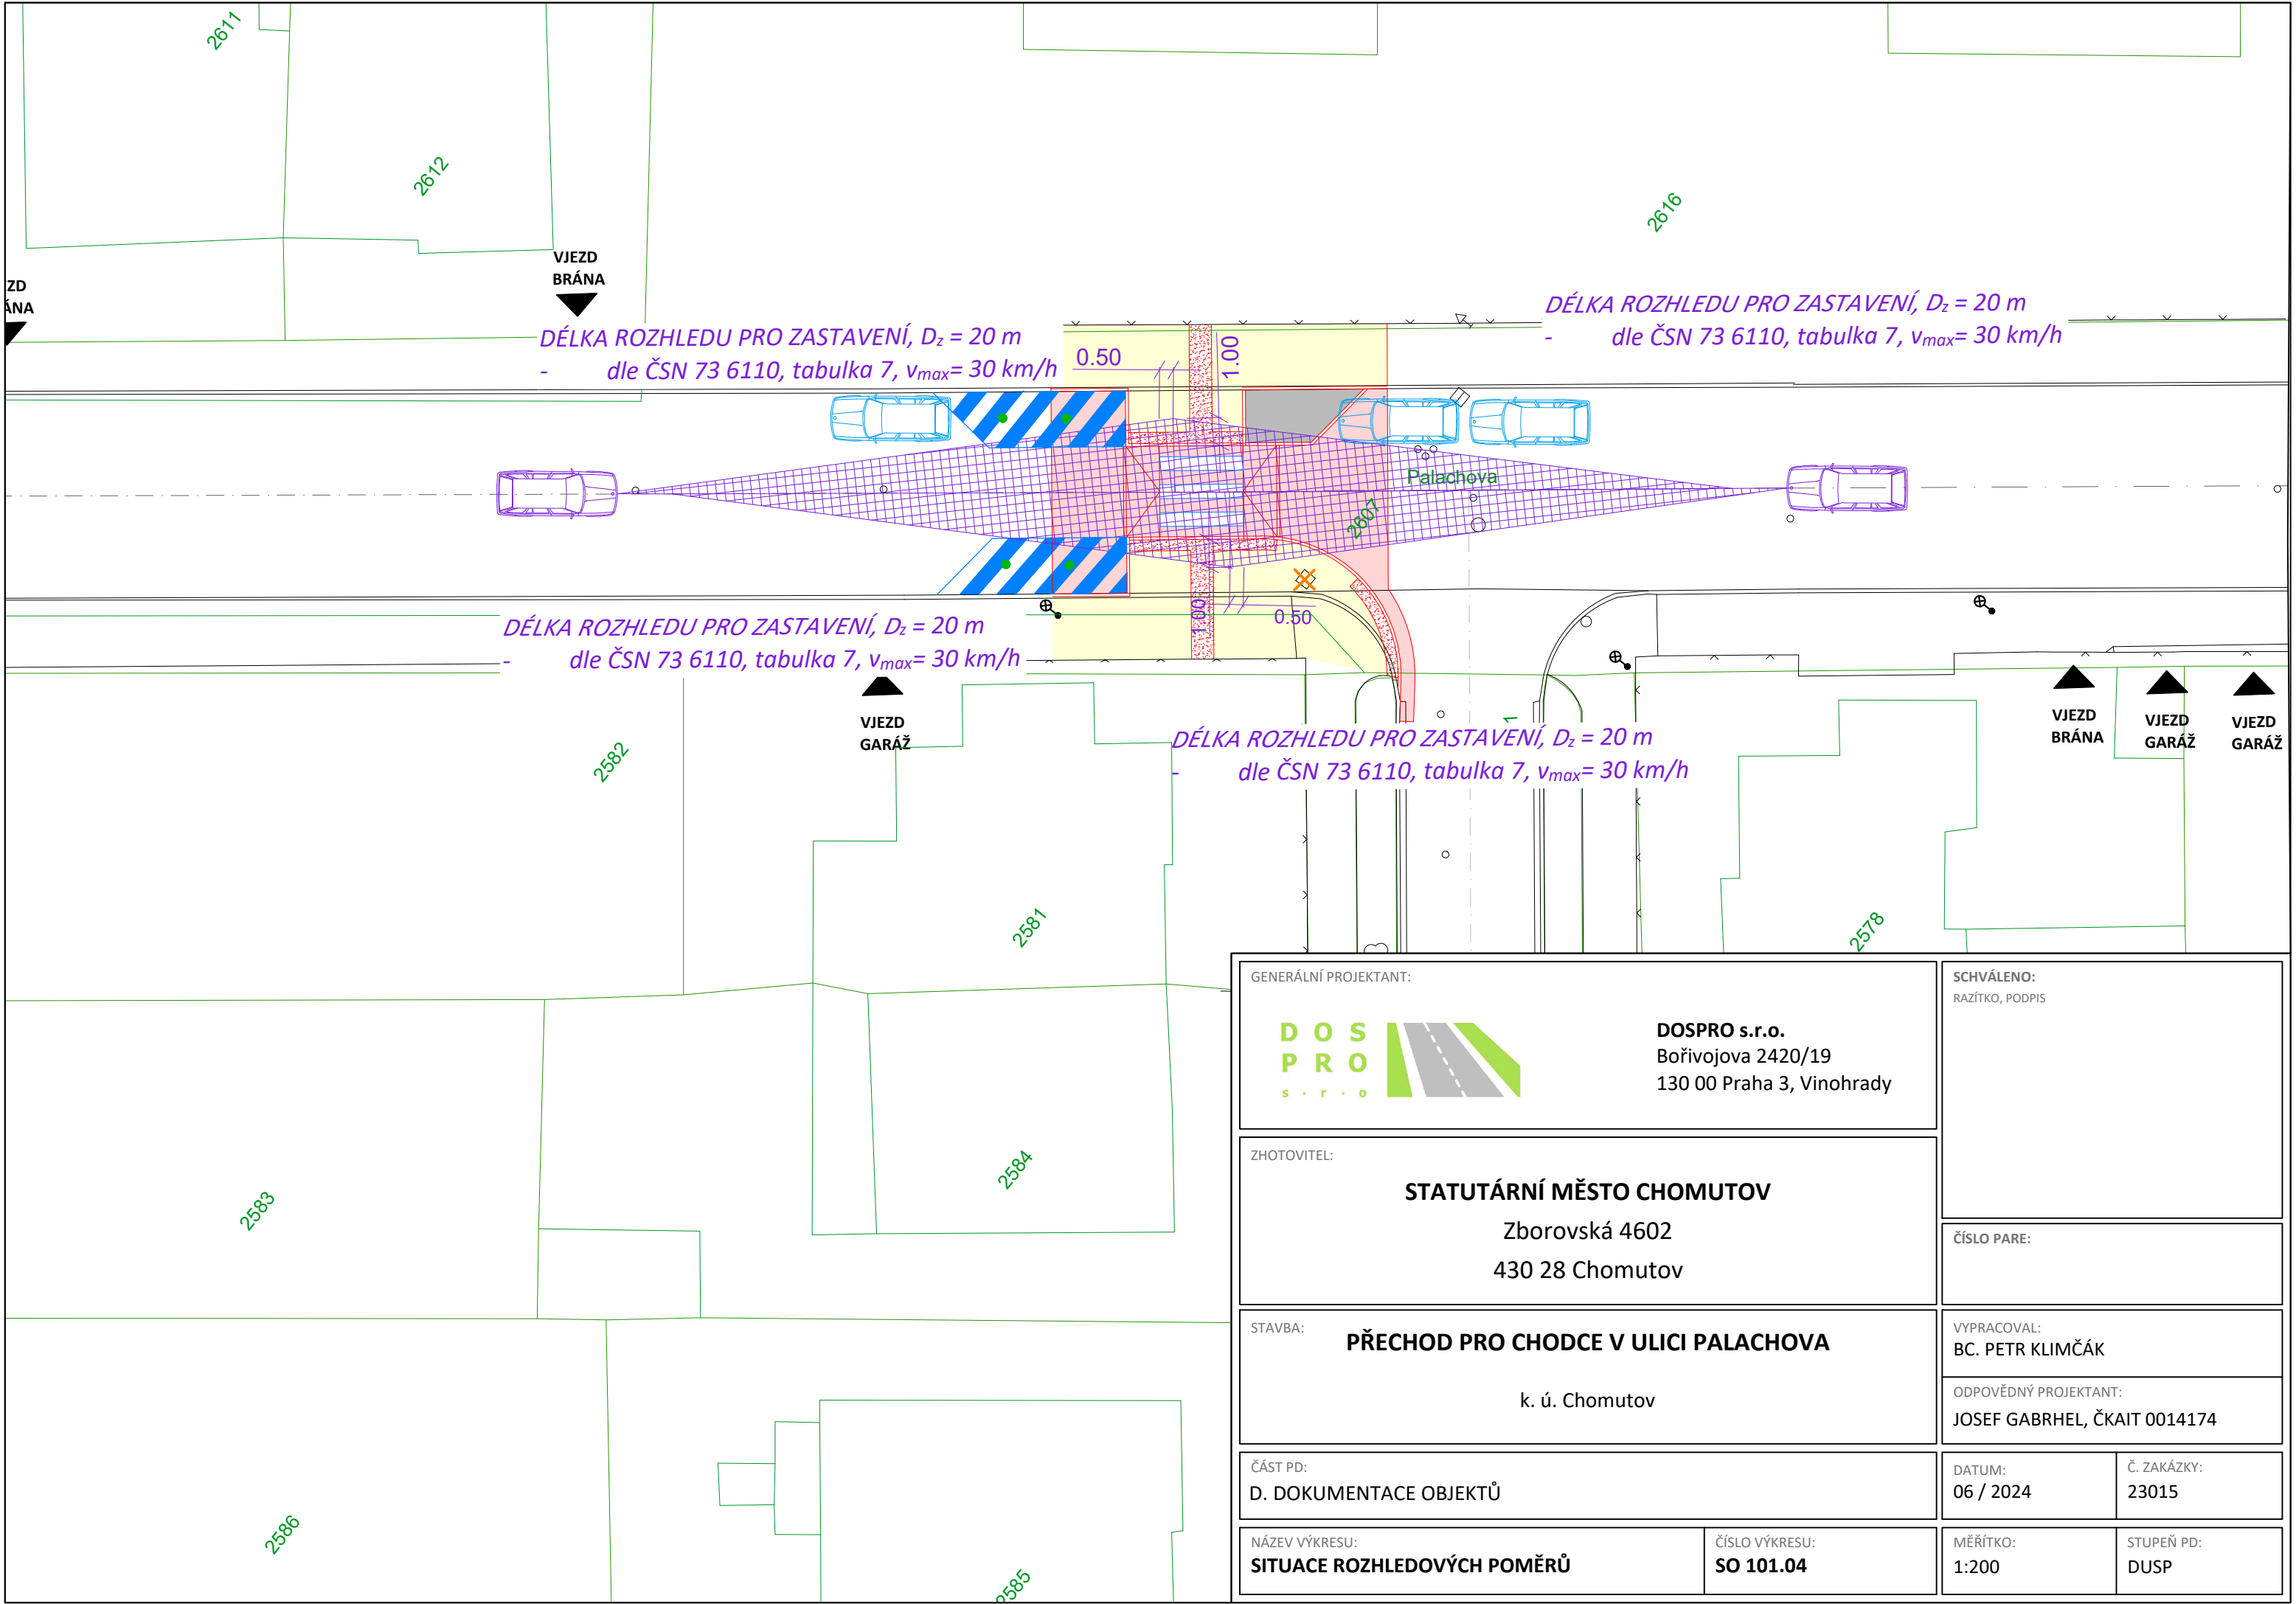 2611
2612
2616
VJEZD
BRÁNA
ZD
ÁNA
DÉLKA ROZHLEDU PRO ZASTAVENÍ, Dz = 20 m
- dle ČSN 73 6110, tabulka 7, vmax= 30 km/h
DÉLKA ROZHLEDU PRO ZASTAVENÍ, Dz = 20 m
- dle ČSN 73 6110, tabulka 7, vmax= 30 km/h
0.50
1.00
Palachova
2607
1.00
0.50
DÉLKA ROZHLEDU PRO ZASTAVENÍ, Dz = 20 m
- dle ČSN 73 6110, tabulka 7, vmax= 30 km/h
VJEZD
GARÁŽ
DÉLKA ROZHLEDU PRO ZASTAVENÍ, Dz = 20 m
- dle ČSN 73 6110, tabulka 7, vmax= 30 km/h
VJEZD
BRÁNA
VJEZD
GARÁŽ
VJEZD
GARÁŽ
2582
2581
2578
2584
2583
2586
2585
GENERÁLNÍ PROJEKTANT:
DOS
PRO
s · r · o
DOSPRO s.r.o.
Bořivojova 2420/19
130 00 Praha 3, Vinohrady
SCHVÁLENO:
RAZÍTKO, PODPIS
ZHOTOVITEL:
STATUTÁRNÍ MĚSTO CHOMUTOV
Zborovská 4602
430 28 Chomutov
ČÍSLO PARE:
STAVBA:
PŘECHOD PRO CHODCE V ULICI PALACHOVA
k. ú. Chomutov
VYPRACOVAL:
BC. PETR KLIMČÁK
ODPOVĚDNÝ PROJEKTANT:
JOSEF GABRHEL, ČKAIT 0014174
ČÁST PD:
D. DOKUMENTACE OBJEKTŮ
DATUM:
06 / 2024
Č. ZAKÁZKY:
23015
NÁZEV VÝKRESU:
SITUACE ROZHLEDOVÝCH POMĚRŮ
ČÍSLO VÝKRESU:
SO 101.04
MĚŘÍTKO:
1:200
STUPEŇ PD:
DUSP